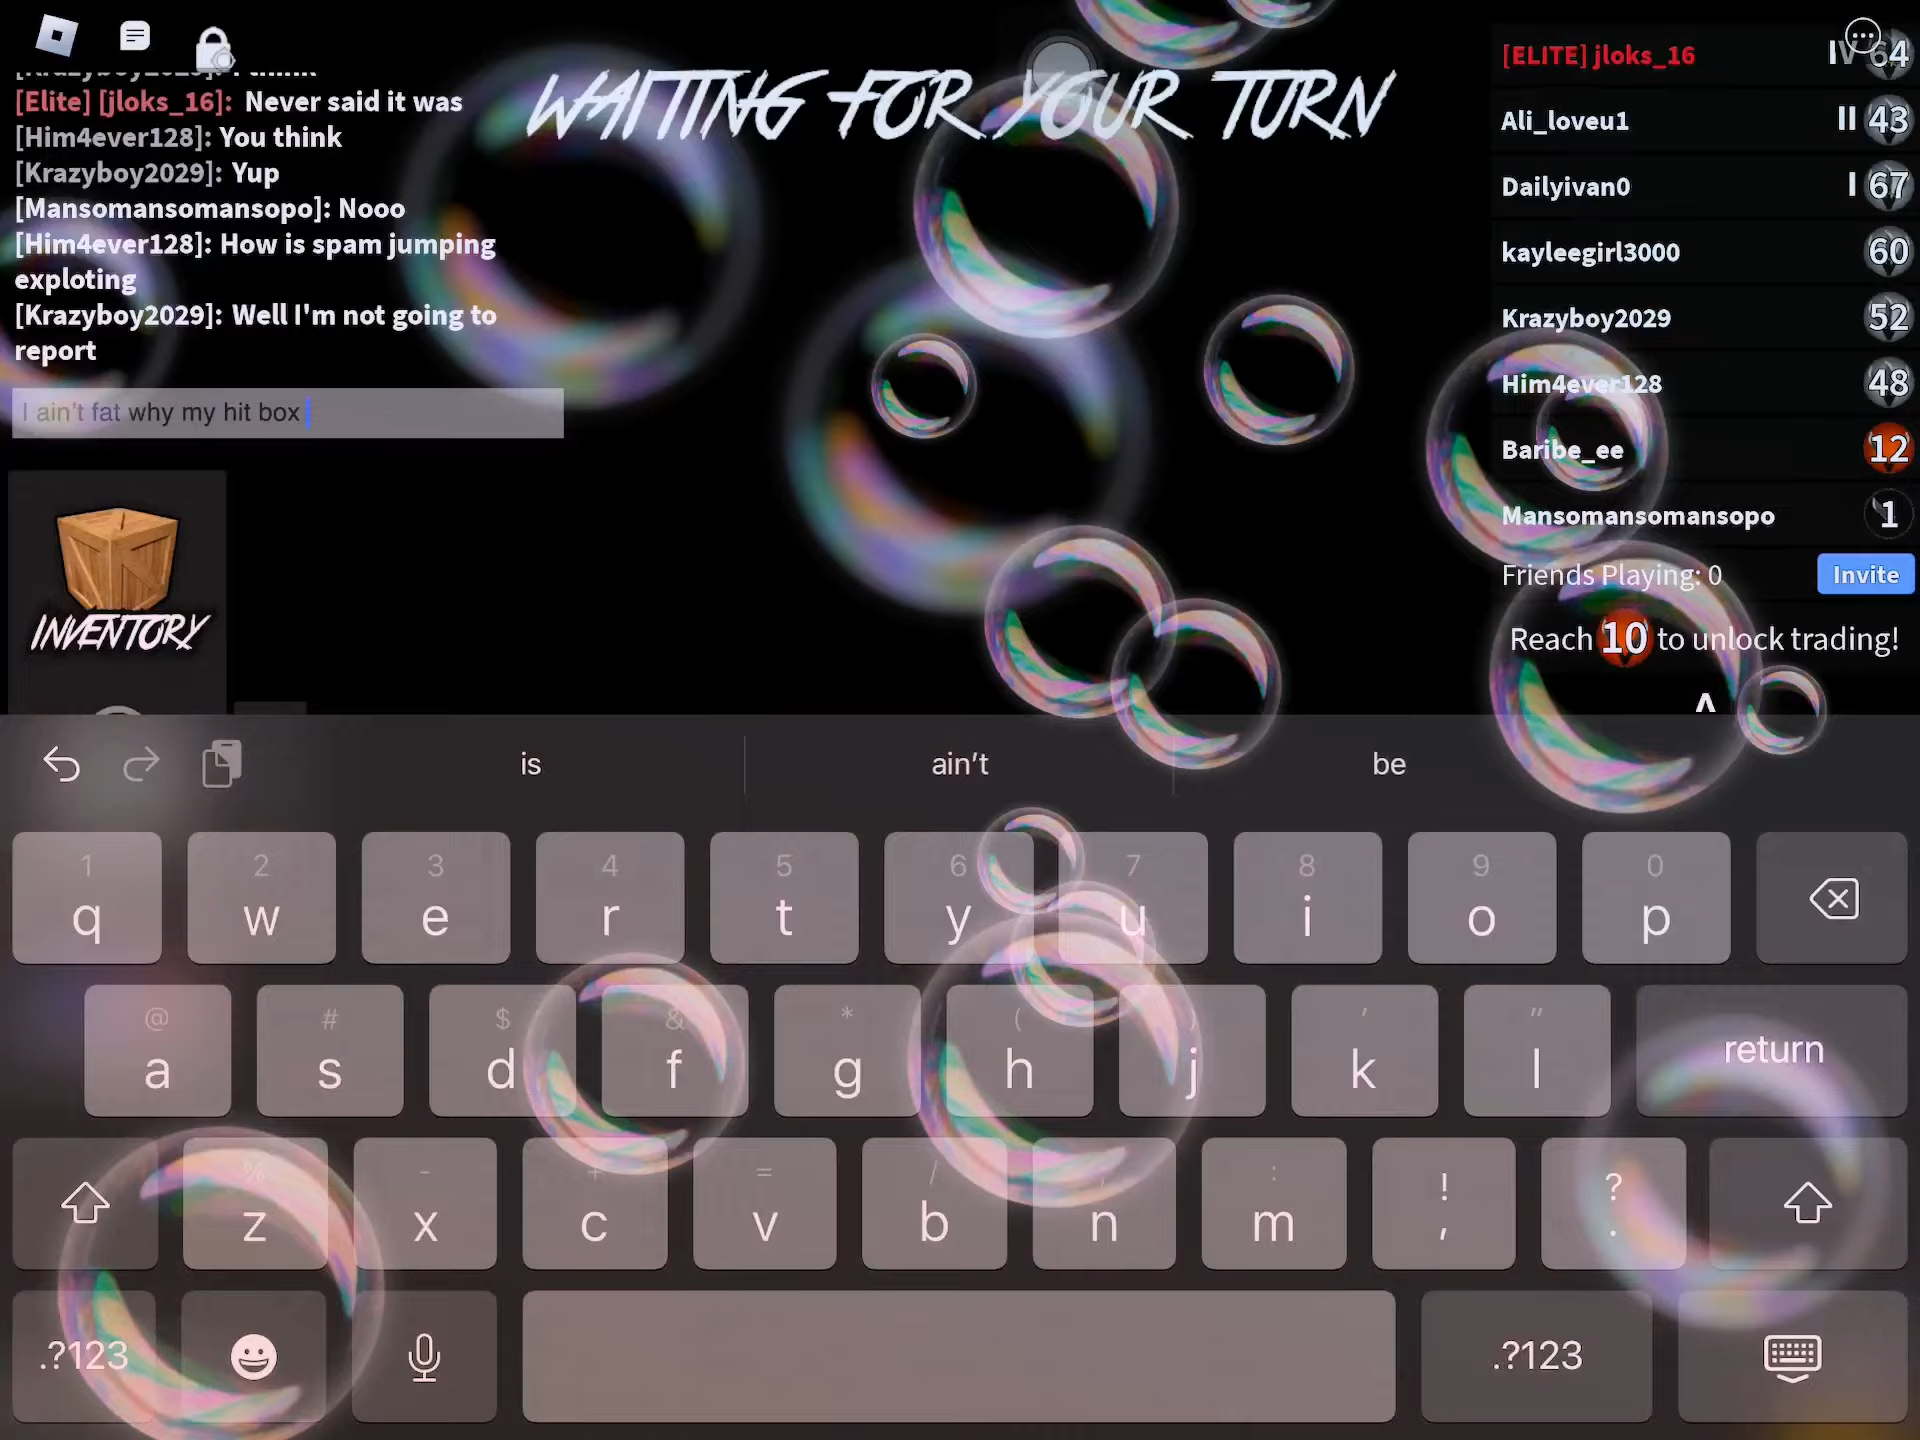 [Krazyboy2029]: I think
[Elite] [jloks_16]: Never said it was
[Him4ever128]: You think
[Krazyboy2029]: Yup
[Mansomansomansopo]: Nooo
[Him4ever128]: How is spam jumping
exploting
[Krazyboy2029]: Well I'm not going to
report
I ain't fat why my hit box
INVENTORY
WAITING FOR YOUR TURN
[ELITE] jloks_16 IV 64
Ali_loveu1 II 43
Dailyivan0 I 67
kayleegirl3000 60
Krazyboy2029 52
Him4ever128 48
Baribe_ee 12
Mansomansomansopo 1
Friends Playing: 0 Invite
Reach 10 to unlock trading!
^
is ain't be
1 2 3 4 5 6 7 8 9 0
q w e r t y u i o p
@ # $ & * ( ) ' "
a s d f g h j k l return
% - + = / ; : ! ?
z x c v b n m , .
.?123 .?123